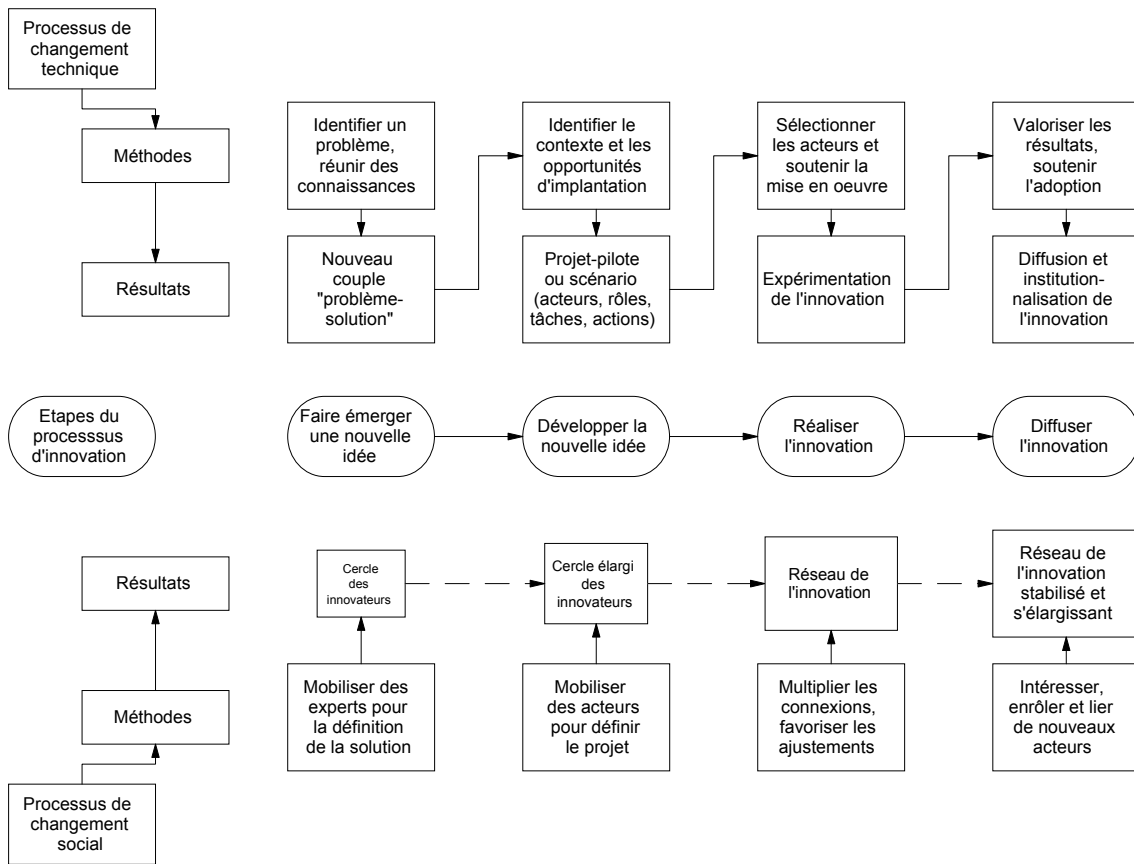 Processus de
changement
technique
Méthodes
Résultats
Identifier un
problème,
réunir des
connaissances
Identifier le
contexte et les
opportunités
d'implantation
Sélectionner
les acteurs et
soutenir la
mise en oeuvre
Valoriser les
résultats,
soutenir
l'adoption
Nouveau
couple
"problème-
solution"
Projet-pilote
ou scénario
(acteurs, rôles,
tâches, actions)
Expérimentation
de l'innovation
Diffusion et
institution-
nalisation de
l'innovation
Etapes du
processsus
d'innovation
Faire émerger
une nouvelle
idée
Développer la
nouvelle idée
Réaliser
l'innovation
Diffuser
l'innovation
Résultats
Méthodes
Processus de
changement
social
Cercle
des
innovateurs
Cercle élargi
des
innovateurs
Réseau de
l'innovation
Réseau de
l'innovation
stabilisé et
s'élargissant
Mobiliser des
experts pour
la définition
de la solution
Mobiliser
des acteurs
pour définir
le projet
Multiplier les
connexions,
favoriser les
ajustements
Intéresser,
enrôler et lier
de nouveaux
acteurs